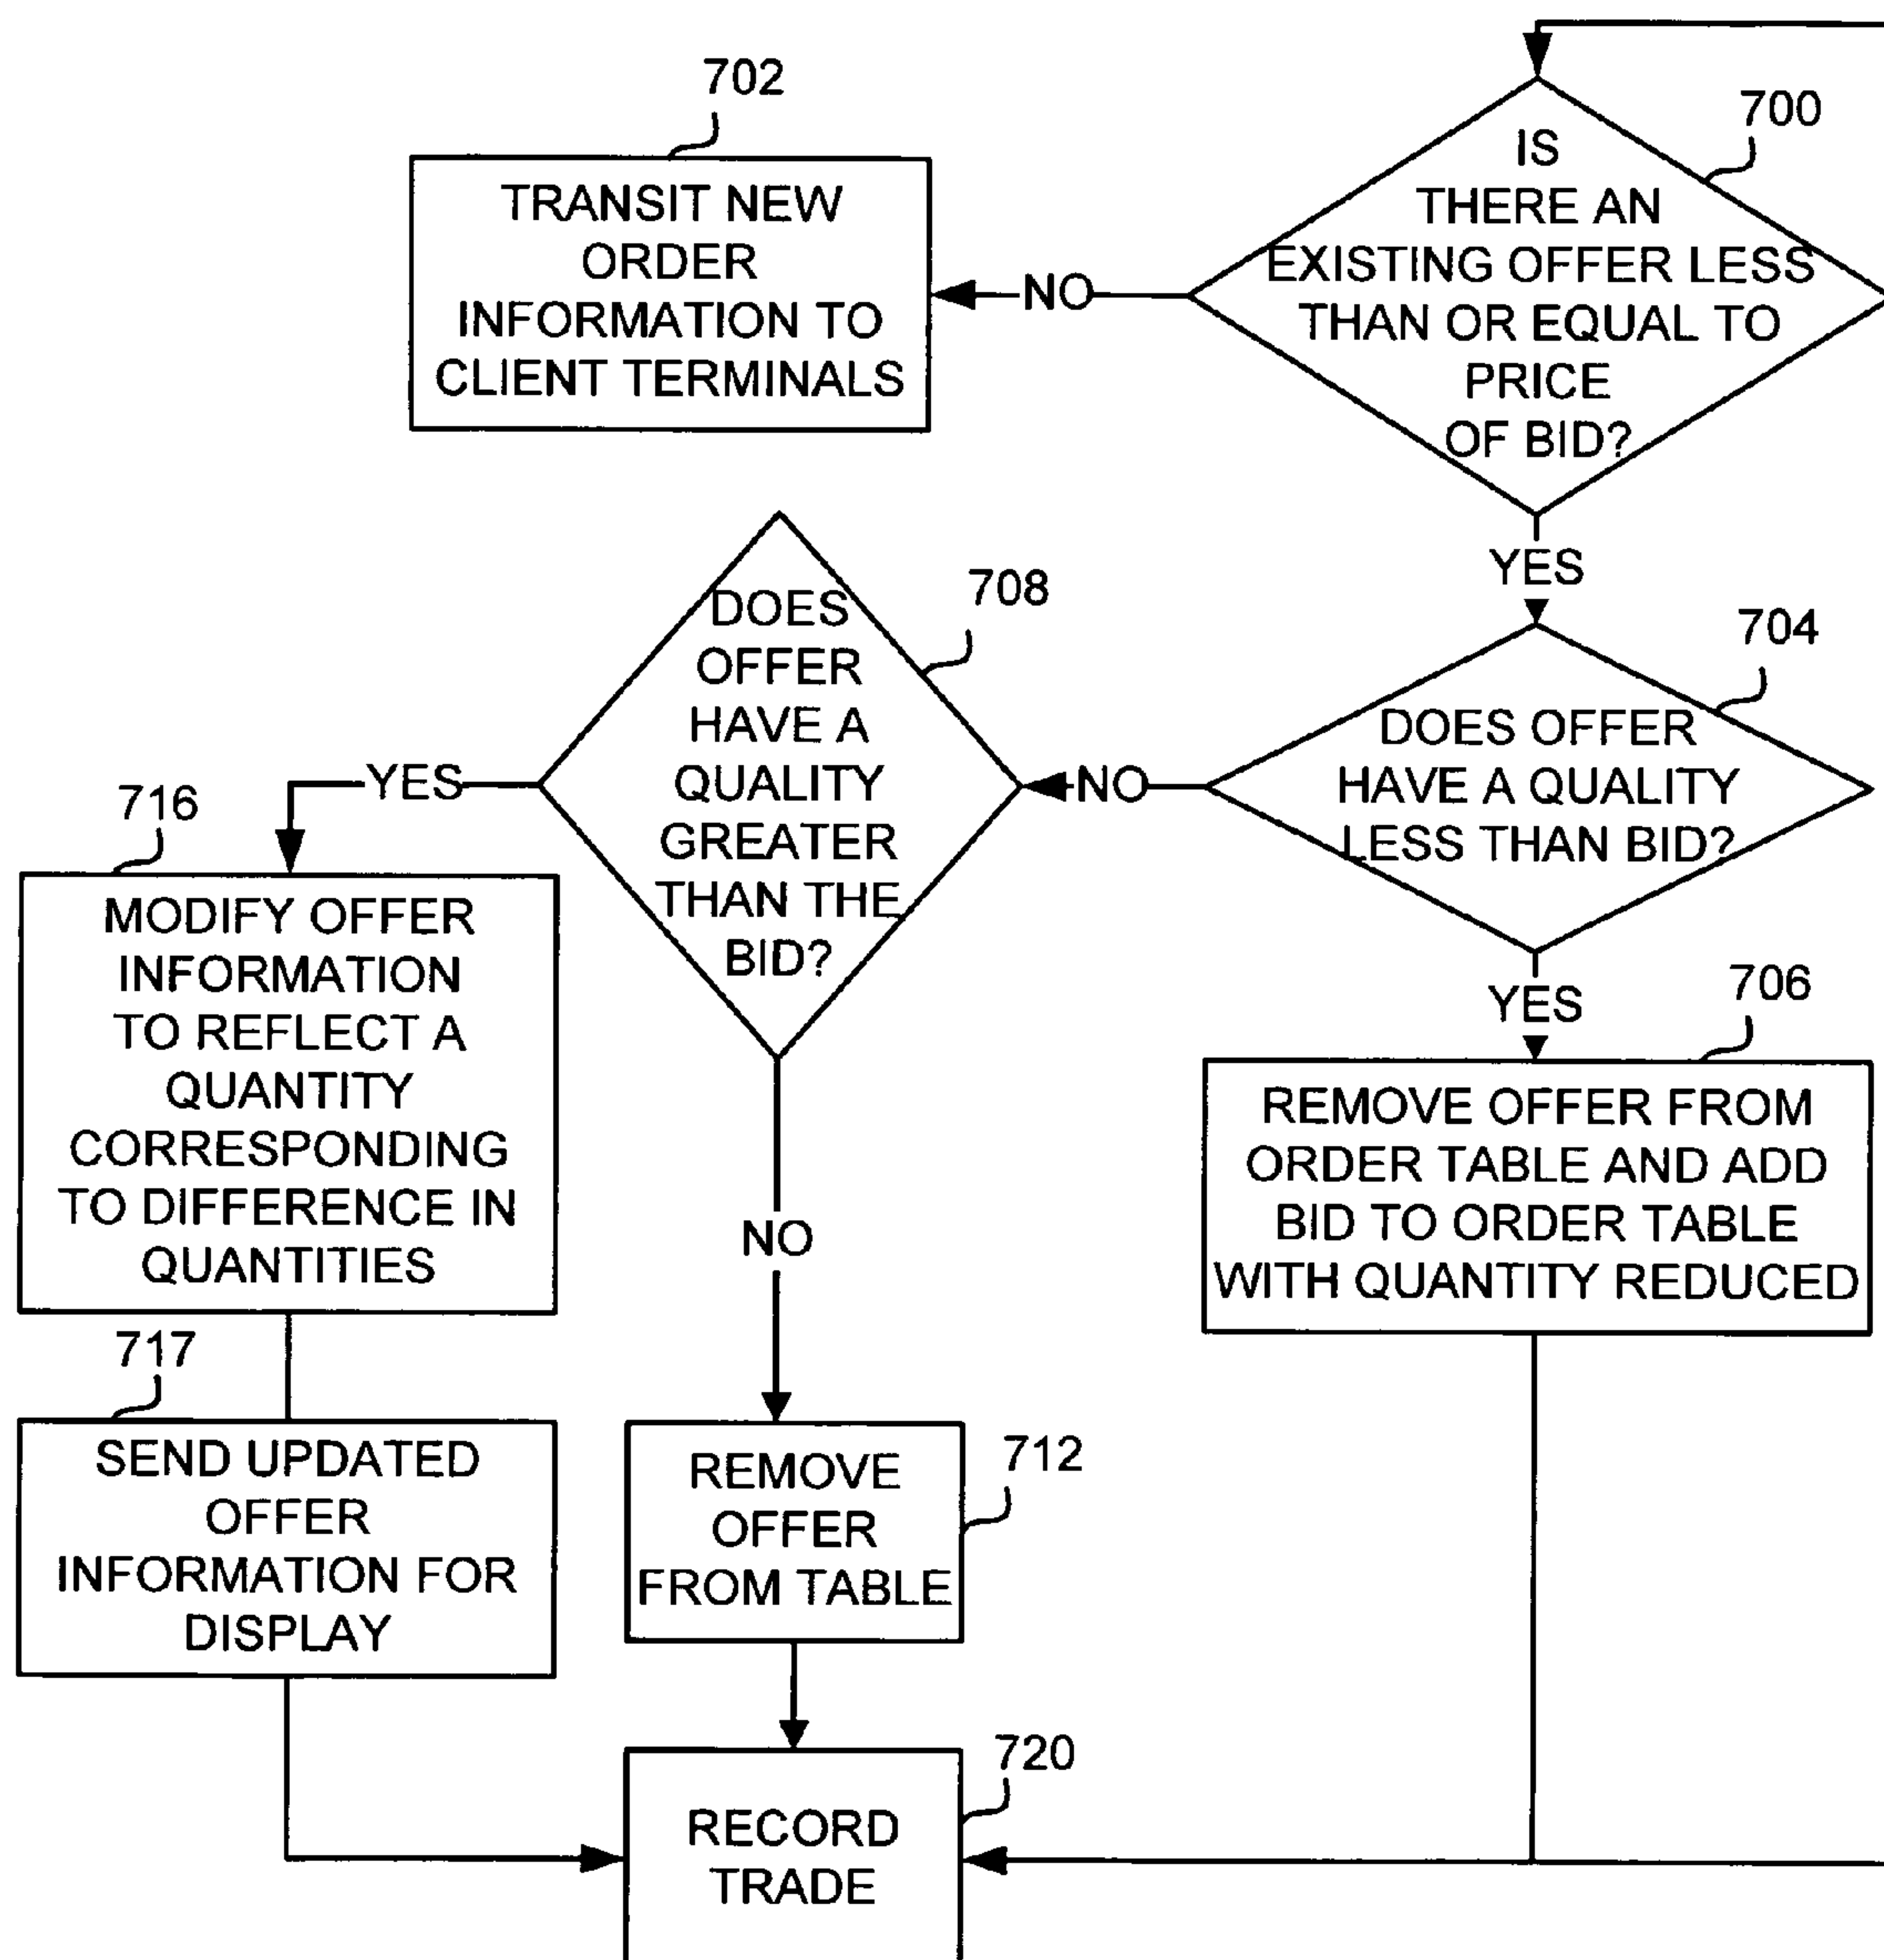 702
TRANSIT NEW
ORDER
INFORMATION TO
CLIENT TERMINALS
700
IS
THERE AN
EXISTING OFFER LESS
THAN OR EQUAL TO
PRICE
OF BID?
NO
YES
708
DOES
OFFER
HAVE A
QUALITY
GREATER
THAN THE
BID?
704
DOES OFFER
HAVE A QUALITY
LESS THAN BID?
NO
YES
YES
716
MODIFY OFFER
INFORMATION
TO REFLECT A
QUANTITY
CORRESPONDING
TO DIFFERENCE IN
QUANTITIES
706
REMOVE OFFER FROM
ORDER TABLE AND ADD
BID TO ORDER TABLE
WITH QUANTITY REDUCED
NO
717
SEND UPDATED
OFFER
INFORMATION FOR
DISPLAY
712
REMOVE
OFFER
FROM TABLE
720
RECORD
TRADE